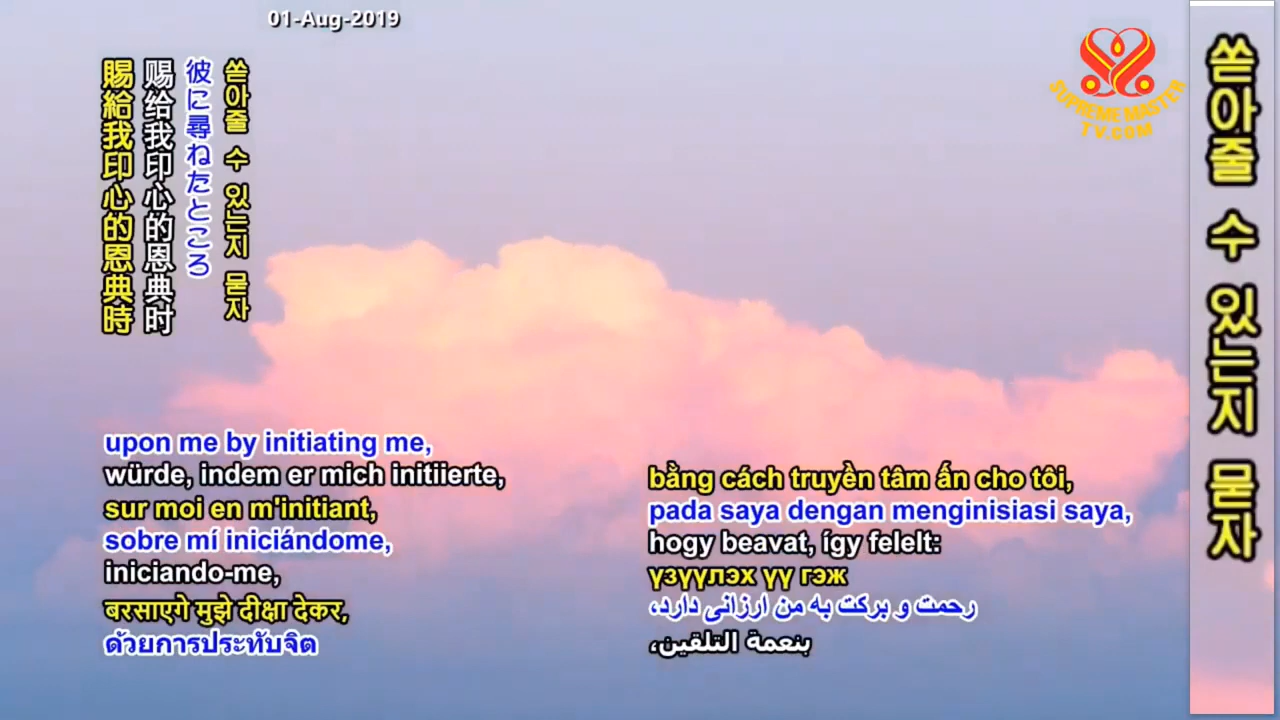 01-Aug-2019
SUPREME MASTER
TV.COM
쏟아줄 수 있는지 묻자
彼に尋ねたところ
赐给我印心的恩典时
賜給我印心的恩典時
upon me by initiating me,
würde, indem er mich initiierte,
sur moi en m'initiant,
sobre mí iniciándome,
iniciando-me,
बरसाएगे मुझे दीक्षा देकर,
ด้วยการประทับจิต
bằng cách truyền tâm ấn cho tôi,
pada saya dengan menginisiasi saya,
hogy beavat, így felelt:
үзүүлэх үү гэж
رحمت و برکت به من ارزانی دارد،
بنعمة التلقين،
쏟아줄 수 있는지 묻자